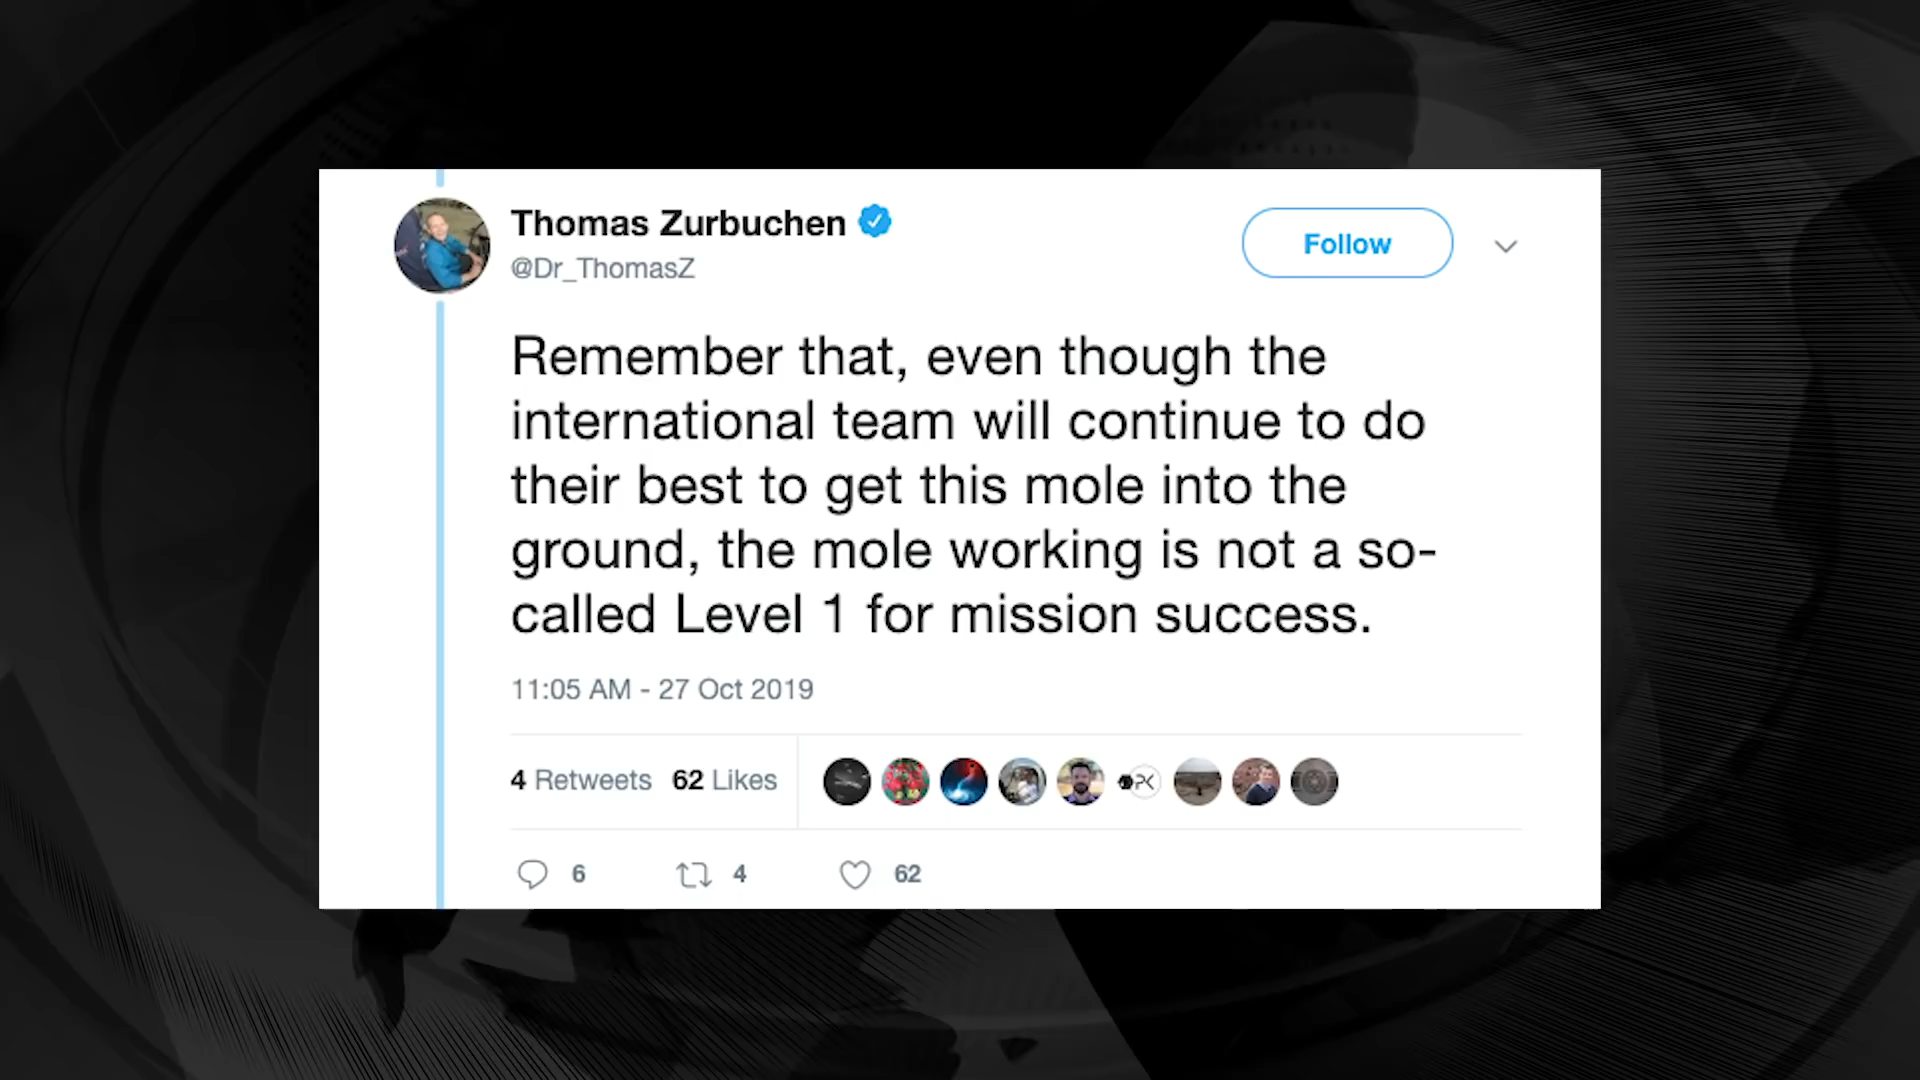 Thomas Zurbuchen
@Dr_ThomasZ
Follow
Remember that, even though the
international team will continue to do
their best to get this mole into the
ground, the mole working is not a so-
called Level 1 for mission success.
11:05 AM - 27 Oct 2019
4 Retweets 62 Likes
6 4 62